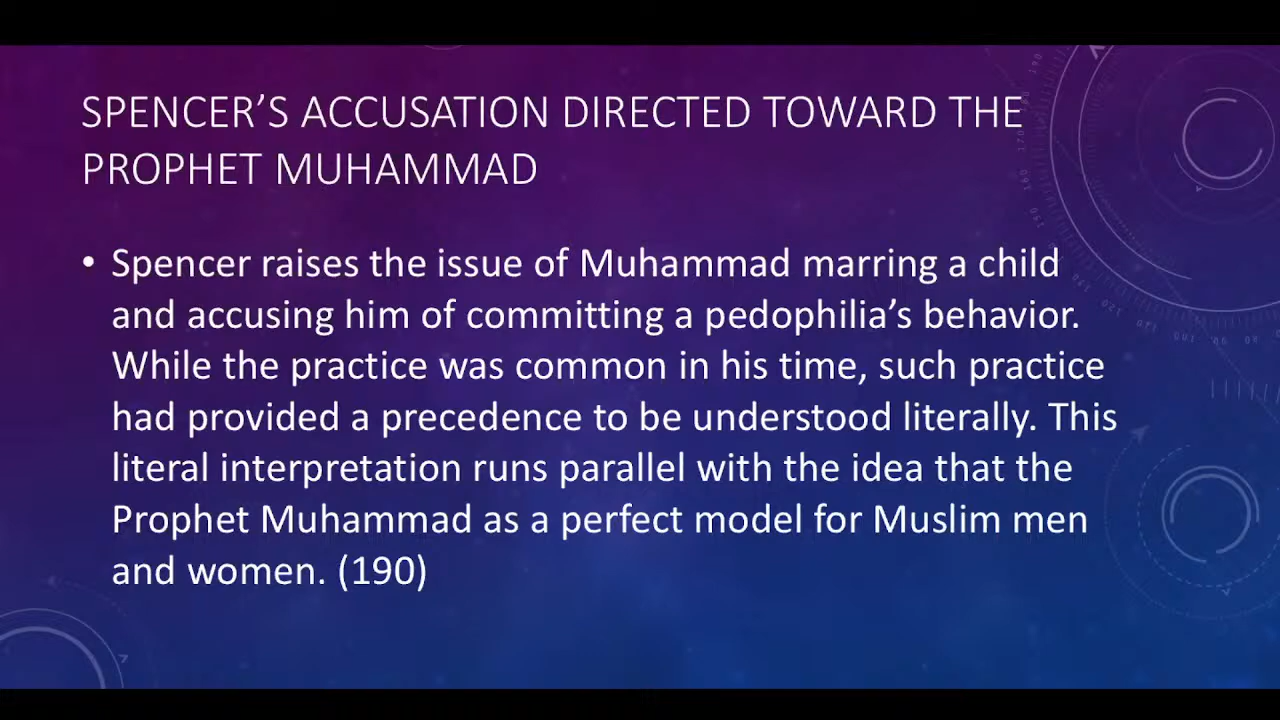 SPENCER’S ACCUSATION DIRECTED TOWARD THE
PROPHET MUHAMMAD
• Spencer raises the issue of Muhammad marring a child
and accusing him of committing a pedophilia’s behavior.
While the practice was common in his time, such practice
had provided a precedence to be understood literally. This
literal interpretation runs parallel with the idea that the
Prophet Muhammad as a perfect model for Muslim men
and women. (190)